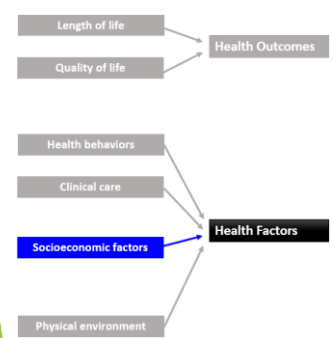 Length of life
Health Outcomes
Quality of life
Health behaviors
Clinical care
Health Factors
Socioeconomic factors
Physical environment